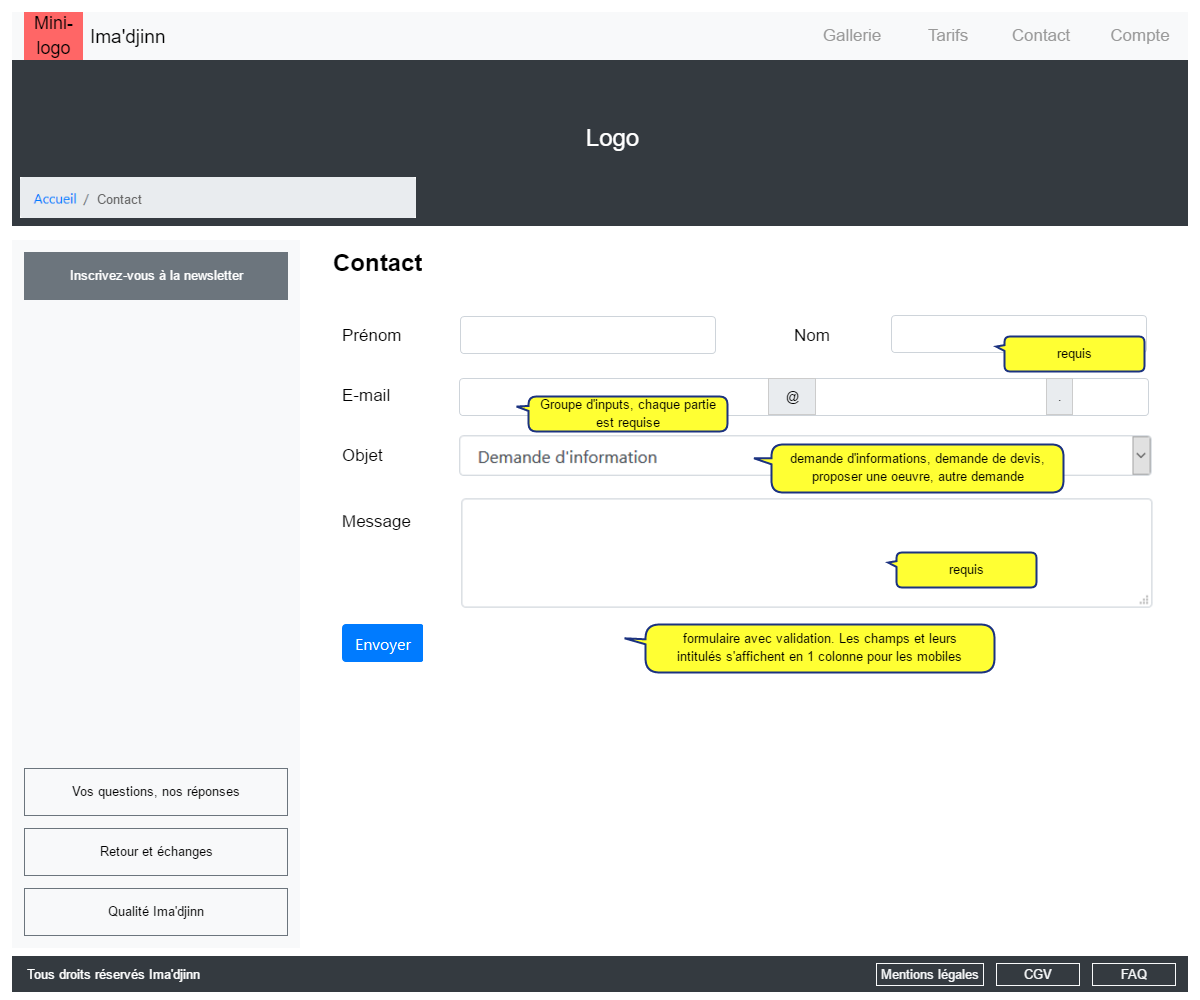 Mini-
logo
Ima'djinn
Gallerie
Tarifs
Contact
Compte
Logo
Accueil / Contact
Inscrivez-vous à la newsletter
Contact
Prénom
Nom
requis
E-mail
@
.
Groupe d'inputs, chaque partie
est requise
Objet
Demande d'information
demande d'informations, demande de devis,
proposer une oeuvre, autre demande
Message
requis
Envoyer
formulaire avec validation. Les champs et leurs
intitulés s'affichent en 1 colonne pour les mobiles
Vos questions, nos réponses
Retour et échanges
Qualité Ima'djinn
Tous droits réservés Ima'djinn
Mentions légales
CGV
FAQ